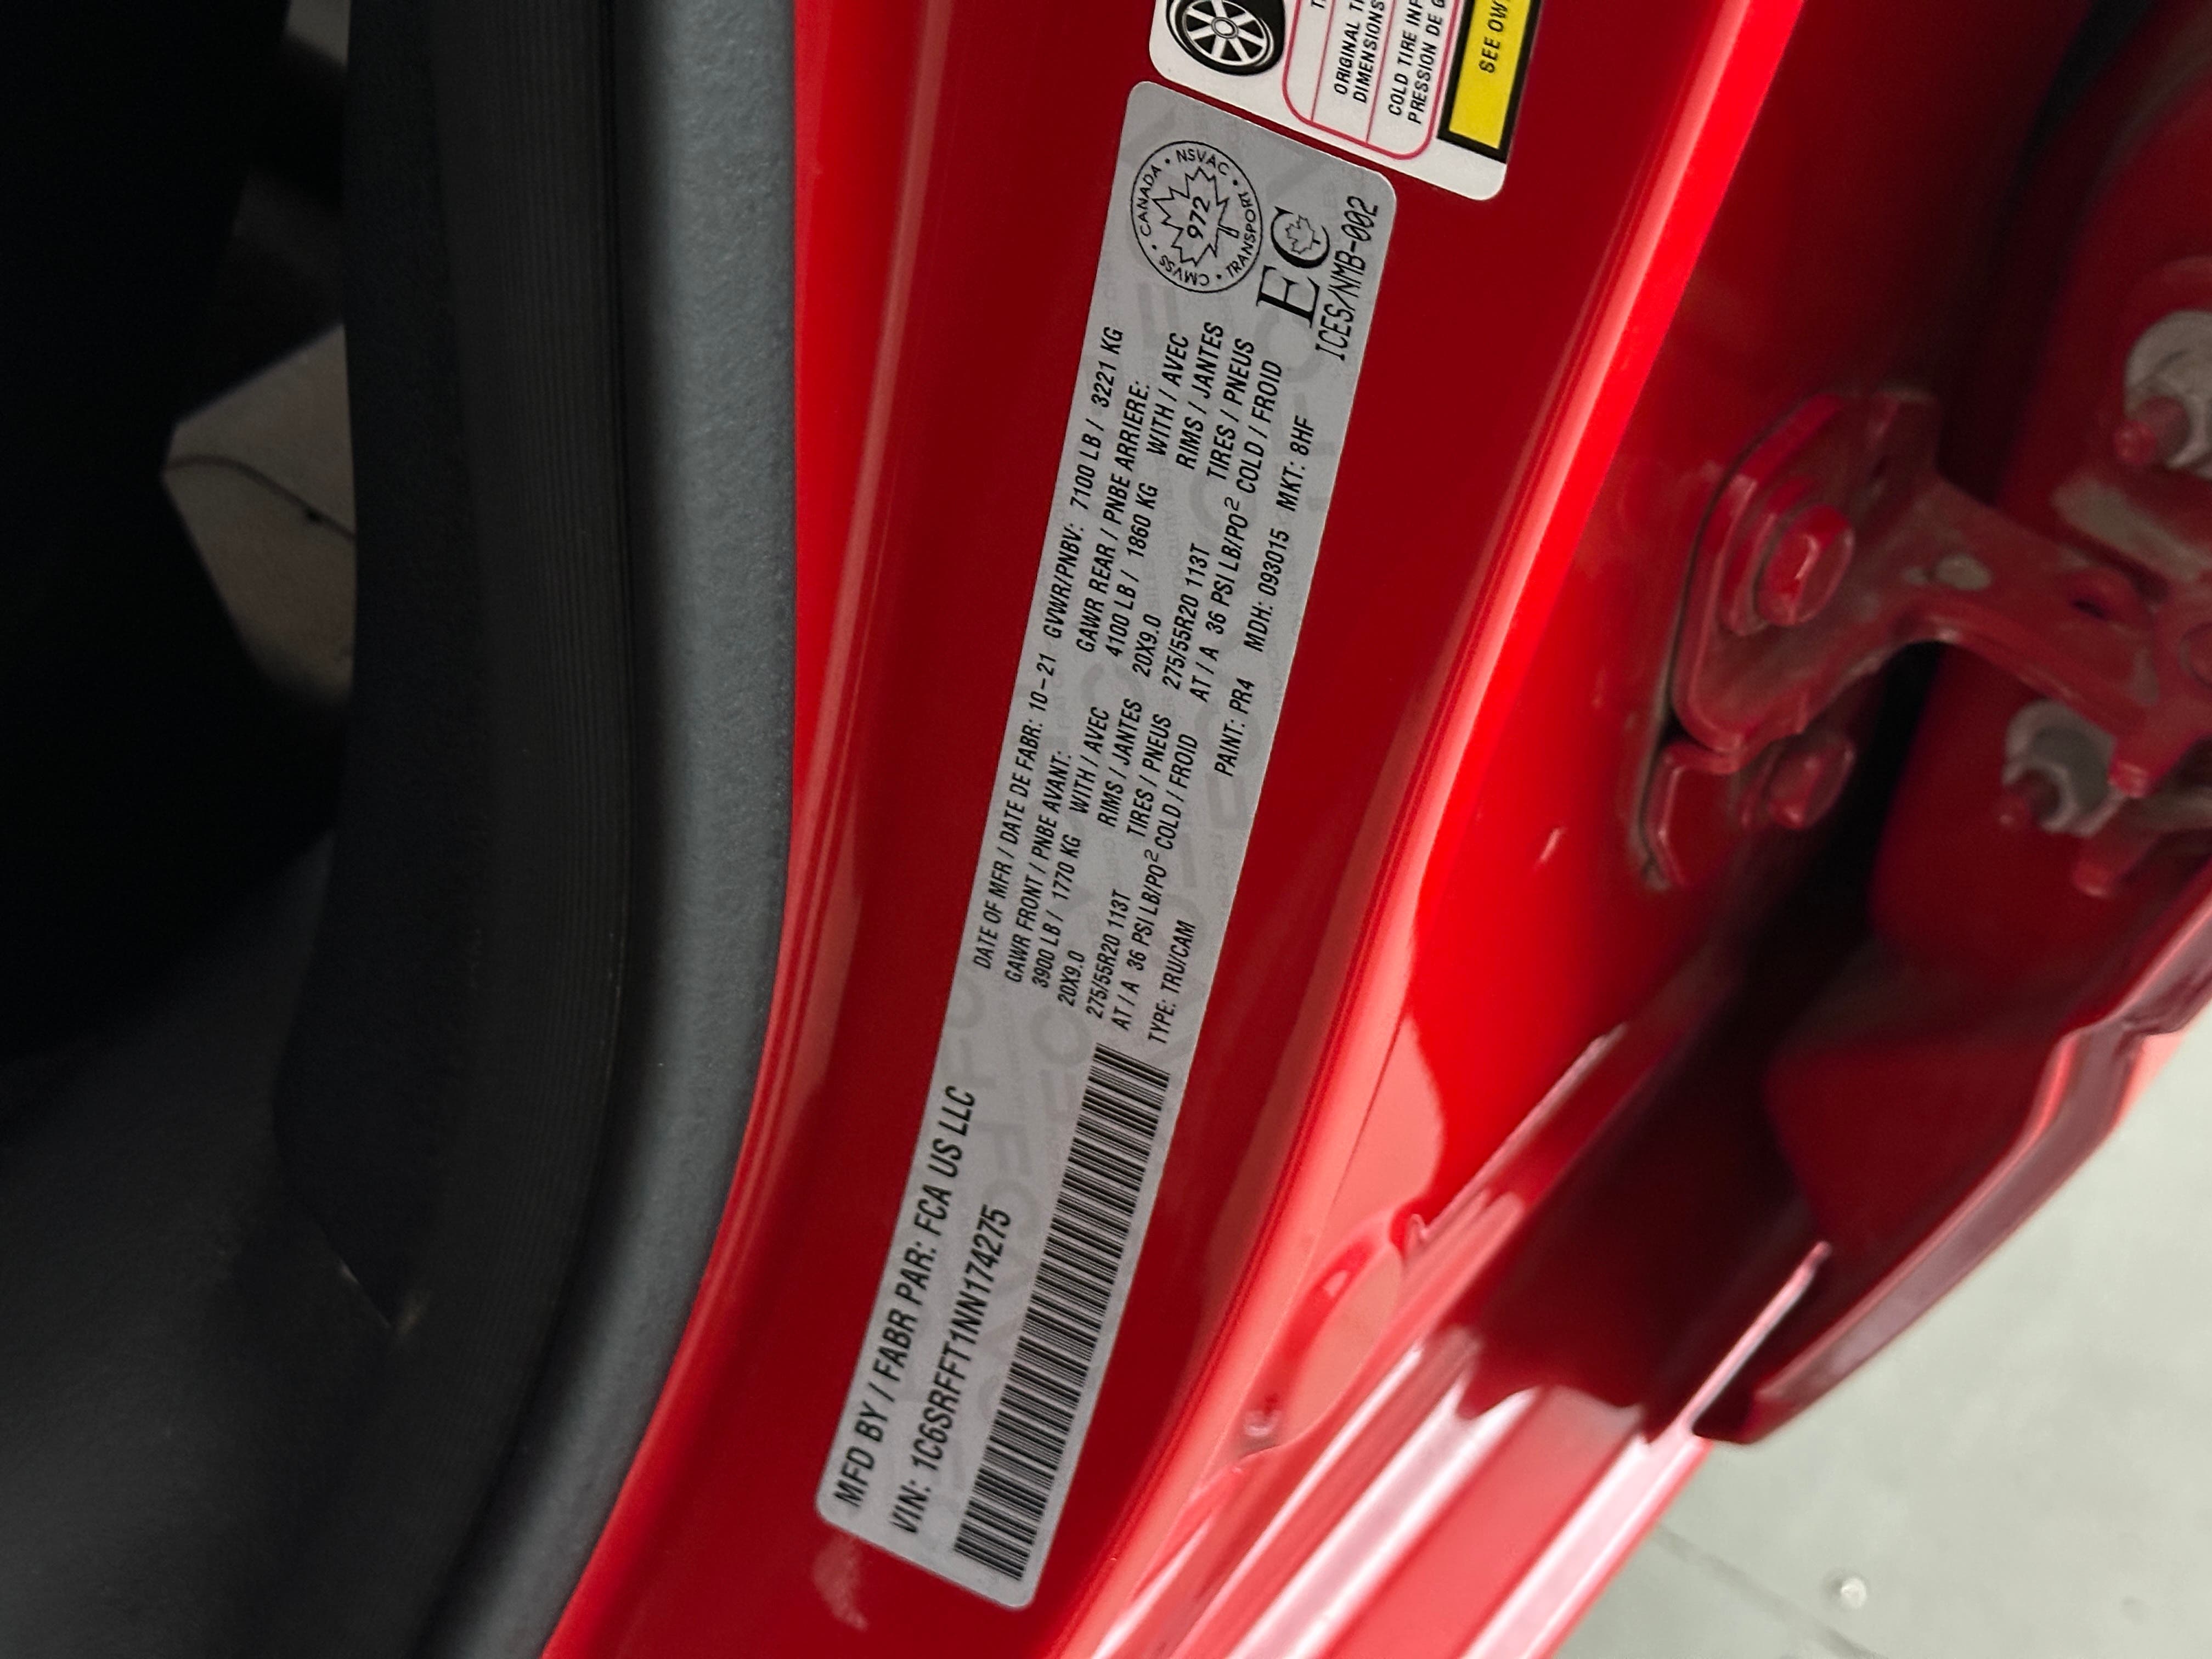 MFD BY / FABR PAR: FCA US LLC
VIN: 1C6SRFFT1NN174275
DATE OF MFR / DATE DE FABR: 10-21 GVWR/PNBV: 7100 LB / 3221 KG
GAWR FRONT / PNBE AVANT: GAWR REAR / PNBE ARRIERE:
3900 LB / 1770 KG WITH / AVEC 4100 LB / 1860 KG WITH / AVEC
20X9.0 RIMS / JANTES 20X9.0 RIMS / JANTES
275/55R20 113T TIRES / PNEUS 275/55R20 113T TIRES / PNEUS
AT / A 36 PSI LB/PO² COLD / FROID AT / A 36 PSI LB/PO² COLD / FROID
TYPE: TRU/CAM PAINT: PR4 MDH: 093015 MKT: 8HF
CANADA • NSVAC • TRANSPORT • CMVSS •
972
EC
ICES/NMB-002
ORIGINAL
DIMENSIONS
COLD TIRE
PRESSION DE
SEE